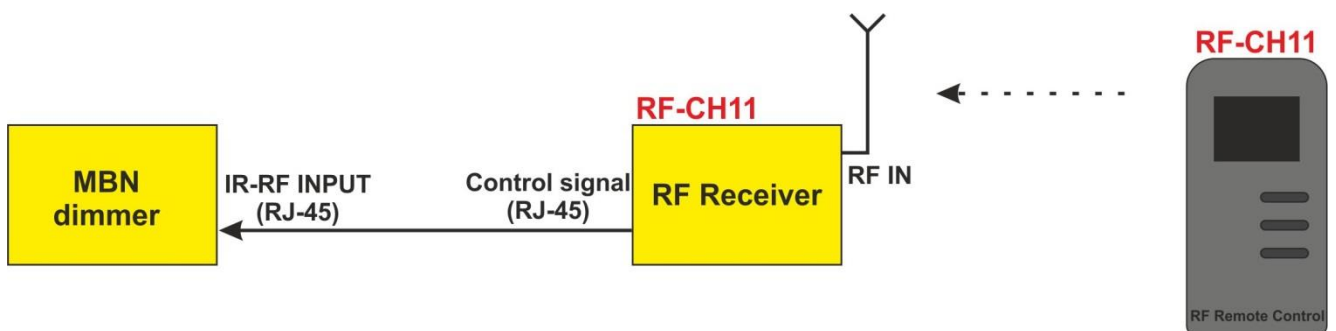 RF-CH11
RF-CH11
MBN
dimmer
IR-RF INPUT
(RJ-45)
Control signal
(RJ-45)
RF Receiver
RF IN
RF Remote Control